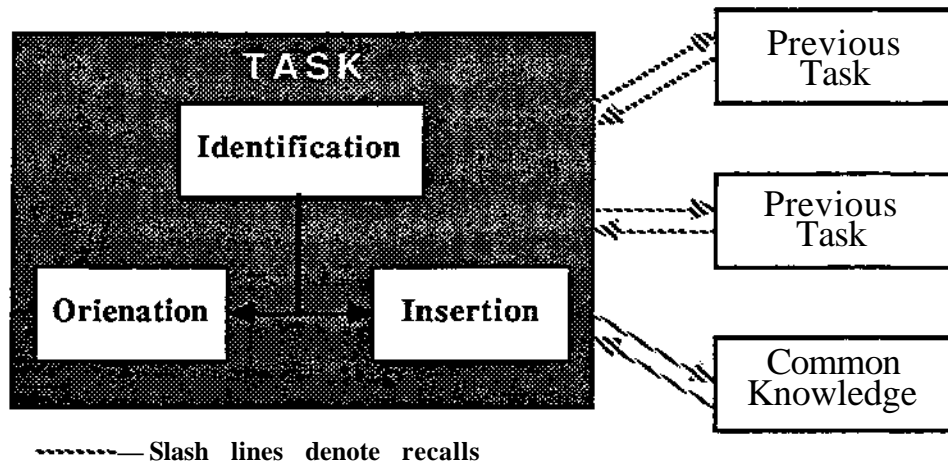 TASK
Identification
Orienation
Insertion
Previous
Task
Previous
Task
Common
Knowledge
Slash lines denote recalls